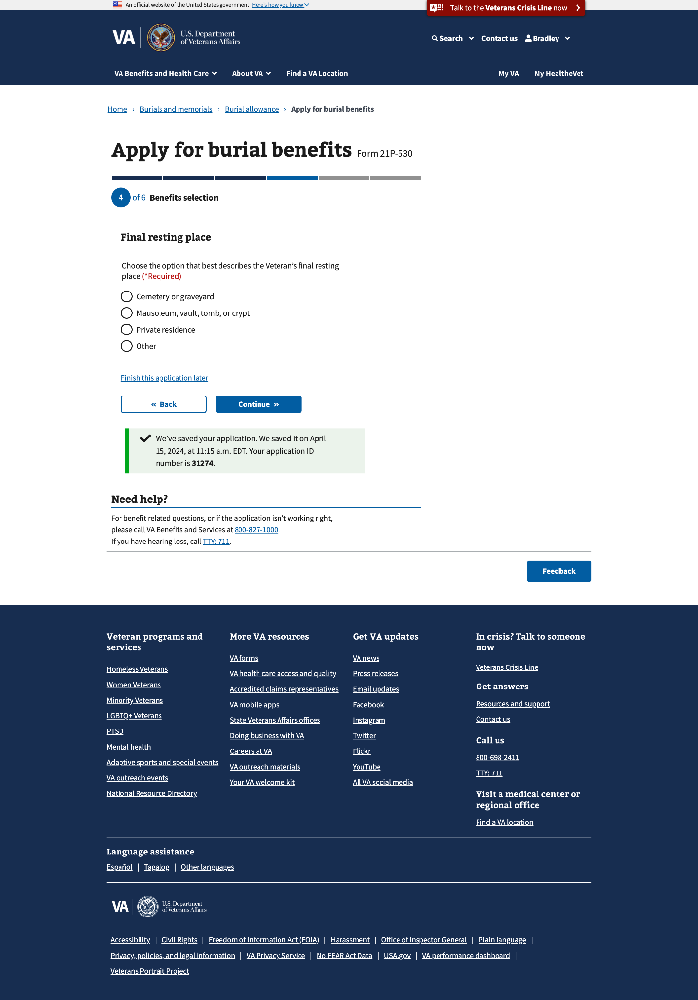 An official website of the United States government Here's how you know
Talk to the Veterans Crisis Line now
VA
U.S. Department
of Veterans Affairs
Search
Contact us
Bradley
VA Benefits and Health Care
About VA
Find a VA Location
My VA
My HealtheVet
Home › Burials and memorials › Burial allowance › Apply for burial benefits
Apply for burial benefits Form 21P-530
4 of 6 Benefits selection
Final resting place
Choose the option that best describes the Veteran's final resting
place (*Required)
Cemetery or graveyard
Mausoleum, vault, tomb, or crypt
Private residence
Other
Finish this application later
« Back
Continue »
We've saved your application. We saved it on April
15, 2024, at 11:15 a.m. EDT. Your application ID
number is 31274.
Need help?
For benefit related questions, or if the application isn't working right,
please call VA Benefits and Services at 800-827-1000.
If you have hearing loss, call TTY: 711.
Feedback
Veteran programs and
services
Homeless Veterans
Women Veterans
Minority Veterans
LGBTQ+ Veterans
PTSD
Mental health
Adaptive sports and special events
VA outreach events
National Resource Directory
More VA resources
VA forms
VA health care access and quality
Accredited claims representatives
VA mobile apps
State Veterans Affairs offices
Doing business with VA
Careers at VA
VA outreach materials
Your VA welcome kit
Get VA updates
VA news
Press releases
Email updates
Facebook
Instagram
Twitter
Flickr
YouTube
All VA social media
In crisis? Talk to someone
now
Veterans Crisis Line
Get answers
Resources and support
Contact us
Call us
800-698-2411
TTY: 711
Visit a medical center or
regional office
Find a VA location
Language assistance
Español | Tagalog | Other languages
VA
U.S. Department
of Veterans Affairs
Accessibility | Civil Rights | Freedom of Information Act (FOIA) | Harassment | Office of Inspector General | Plain language |
Privacy, policies, and legal information | VA Privacy Service | No FEAR Act Data | USA.gov | VA performance dashboard |
Veterans Portrait Project